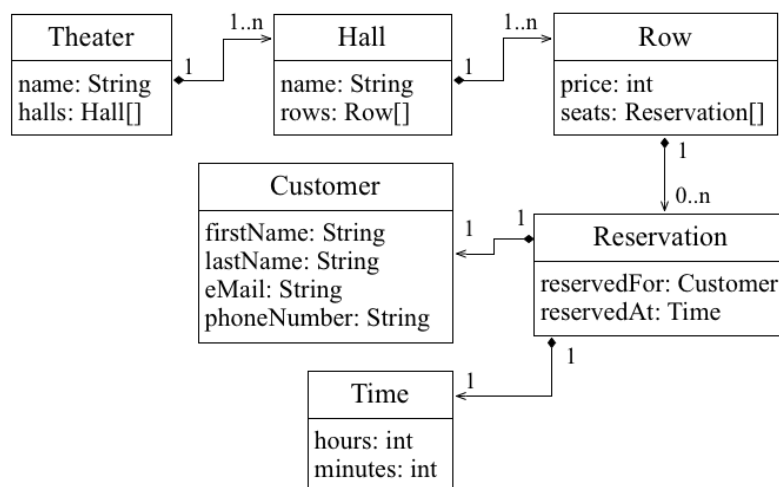 Theater
name: String
halls: Hall[]
1
1..n
Hall
name: String
rows: Row[]
1
1..n
Row
price: int
seats: Reservation[]
1
0..n
Customer
firstName: String
lastName: String
eMail: String
phoneNumber: String
1
1
Reservation
reservedFor: Customer
reservedAt: Time
1
1
Time
hours: int
minutes: int